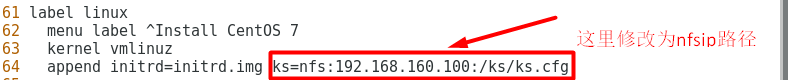 61 label linux
62   menu label ^Install CentOS 7
63   kernel vmlinuz
64   append initrd=initrd.img ks=nfs:192.168.160.100:/ks/ks.cfg
这里修改为nfsip路径